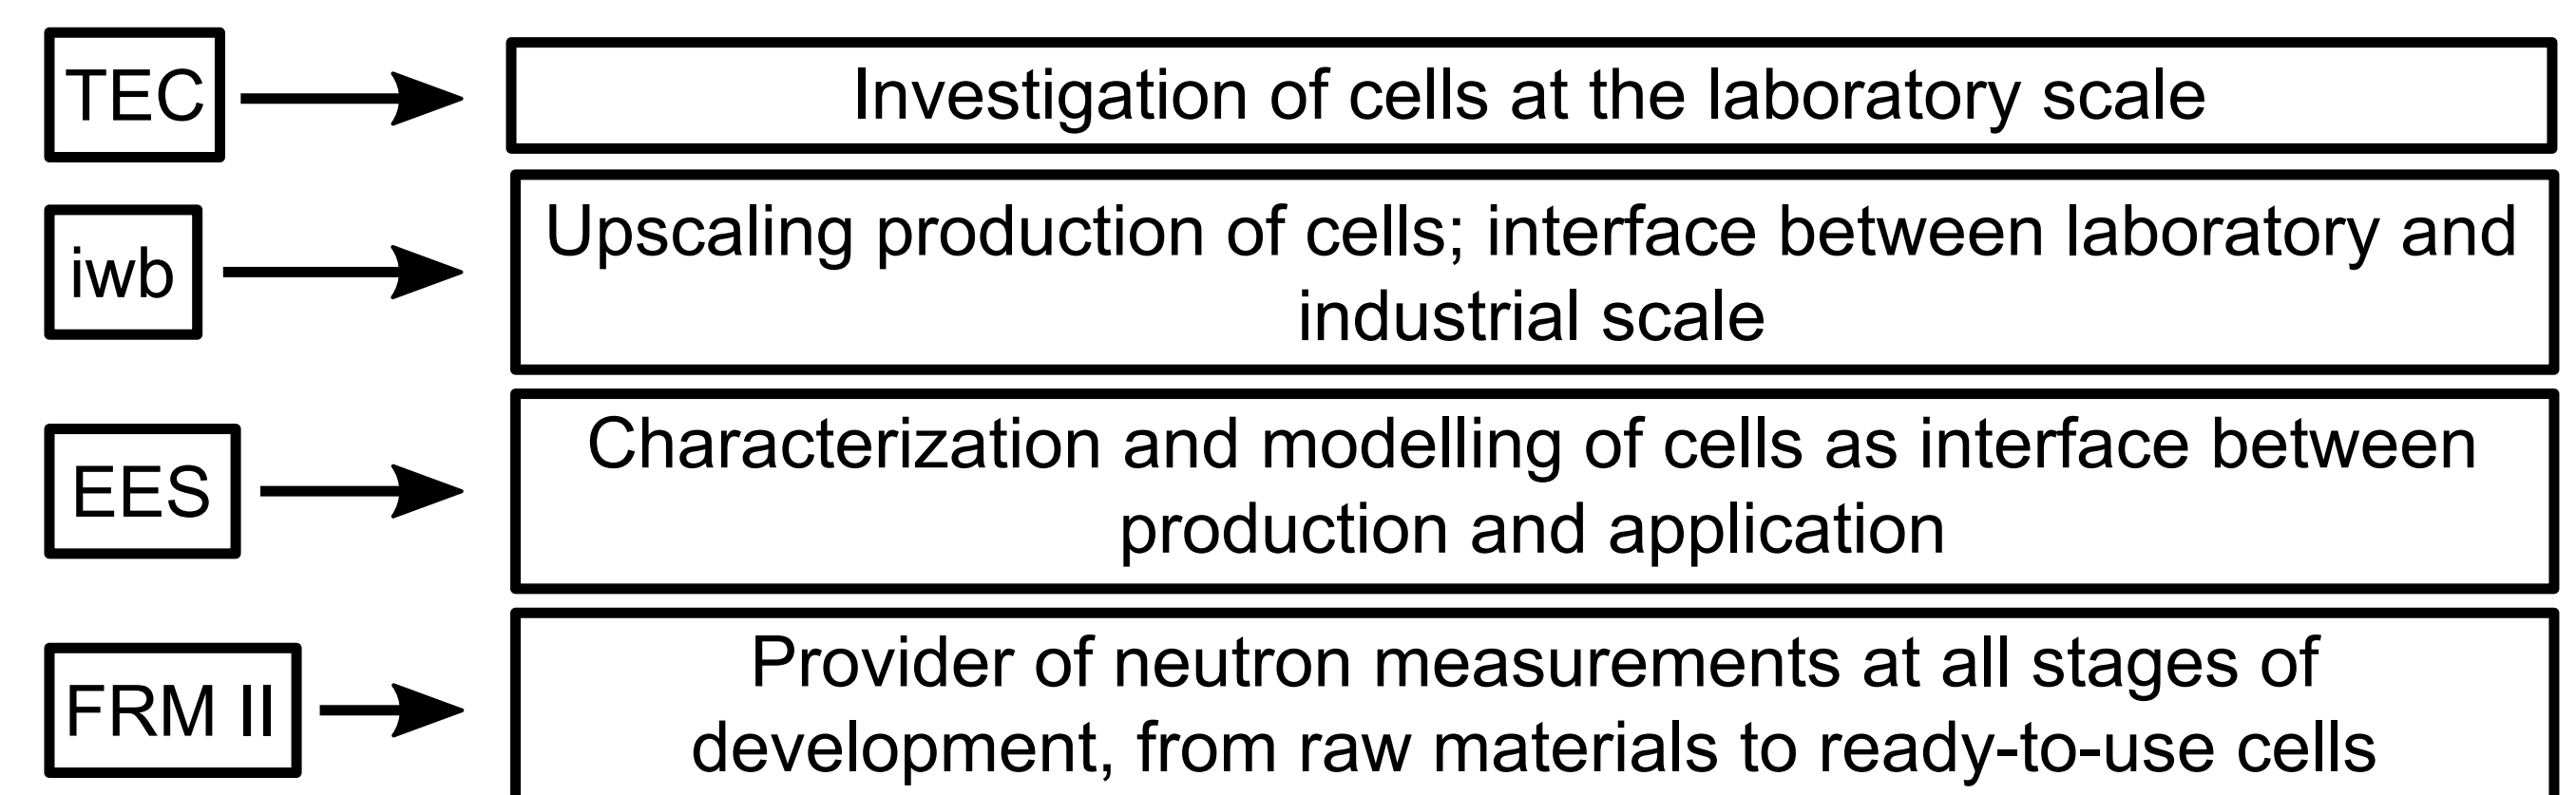 TEC
Investigation of cells at the laboratory scale
iwb
Upscaling production of cells; interface between laboratory and
industrial scale
EES
Characterization and modelling of cells as interface between
production and application
FRM II
Provider of neutron measurements at all stages of
development, from raw materials to ready-to-use cells